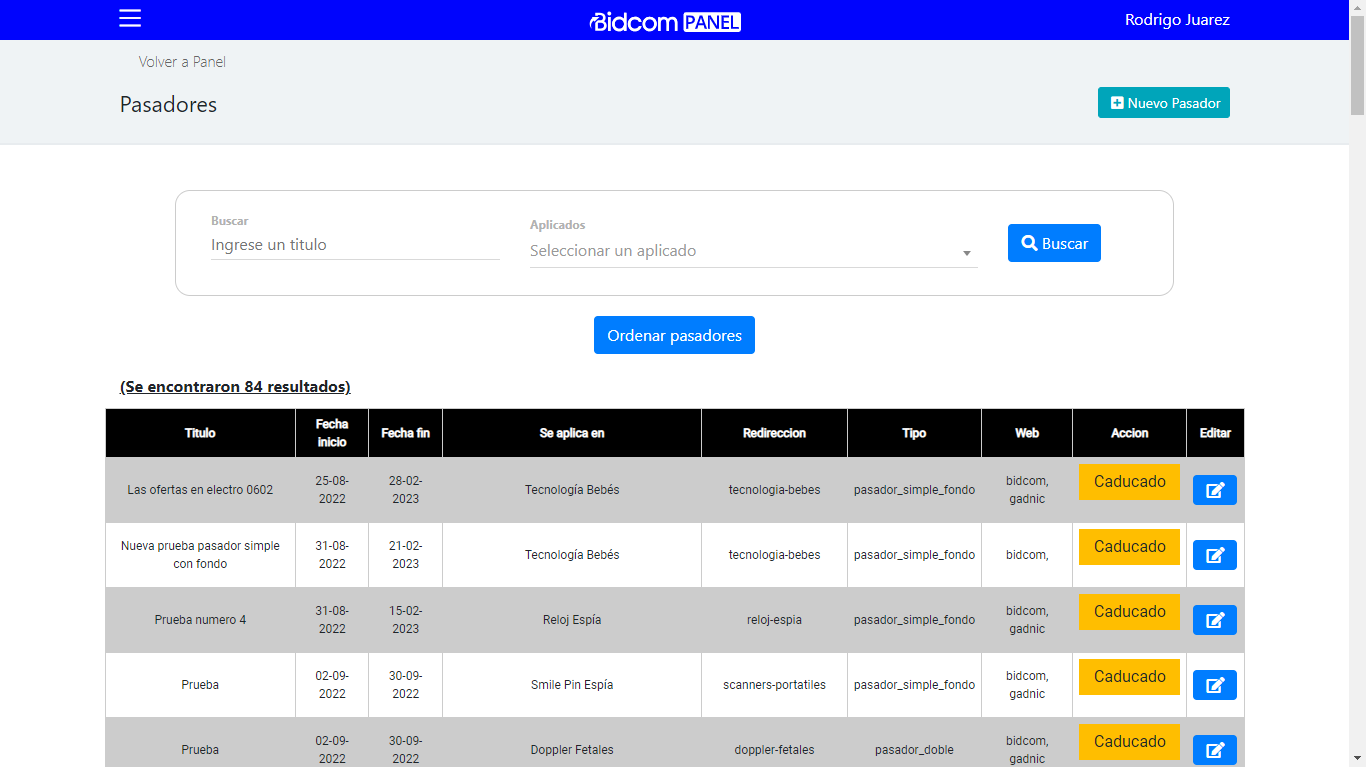 Bidcom PANEL
Rodrigo Juarez
Volver a Panel
Pasadores
Nuevo Pasador
Buscar
Ingrese un titulo
Aplicados
Seleccionar un aplicado
Buscar
Ordenar pasadores
(Se encontraron 84 resultados)
Titulo
Fecha
inicio
Fecha fin
Se aplica en
Redireccion
Tipo
Web
Accion
Editar
Las ofertas en electro 0602
25-08-
2022
28-02-
2023
Tecnología Bebés
tecnologia-bebes
pasador_simple_fondo
bidcom,
gadnic
Caducado
Nueva prueba pasador simple
con fondo
31-08-
2022
21-02-
2023
Tecnología Bebés
tecnologia-bebes
pasador_simple_fondo
bidcom,
Caducado
Prueba numero 4
31-08-
2022
15-02-
2023
Reloj Espía
reloj-espia
pasador_simple_fondo
bidcom,
gadnic
Caducado
Prueba
02-09-
2022
30-09-
2022
Smile Pin Espía
scanners-portatiles
pasador_simple_fondo
bidcom,
gadnic
Caducado
Prueba
02-09-
2022
30-09-
2022
Doppler Fetales
doppler-fetales
pasador_doble
bidcom,
gadnic
Caducado